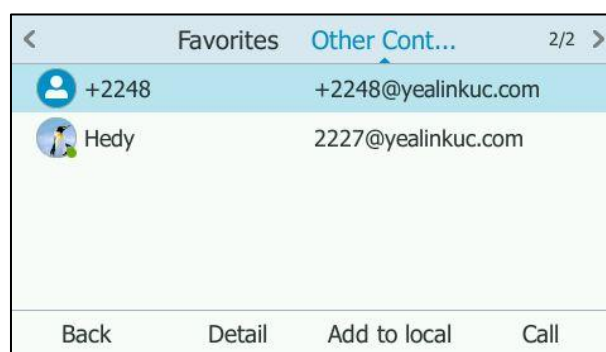 < Favorites Other Cont... 2/2 >
+2248 +2248@yealinkuc.com
Hedy 2227@yealinkuc.com
Back Detail Add to local Call